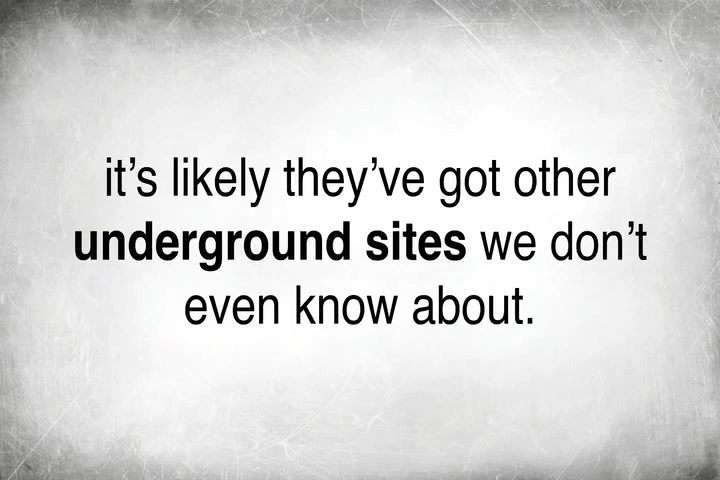 it’s likely they’ve got other
underground sites we don’t
even know about.